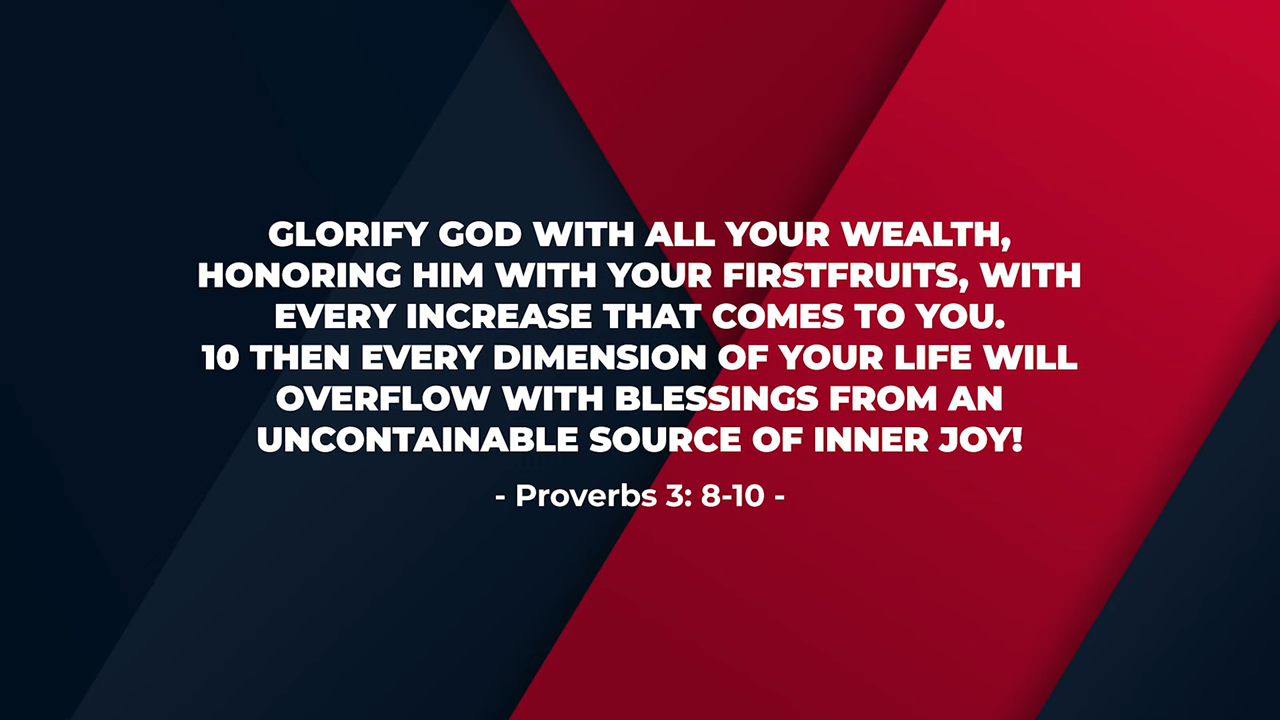 GLORIFY GOD WITH ALL YOUR WEALTH,
HONORING HIM WITH YOUR FIRSTFRUITS, WITH
EVERY INCREASE THAT COMES TO YOU.
10 THEN EVERY DIMENSION OF YOUR LIFE WILL
OVERFLOW WITH BLESSINGS FROM AN
UNCONTAINABLE SOURCE OF INNER JOY!
- Proverbs 3: 8-10 -